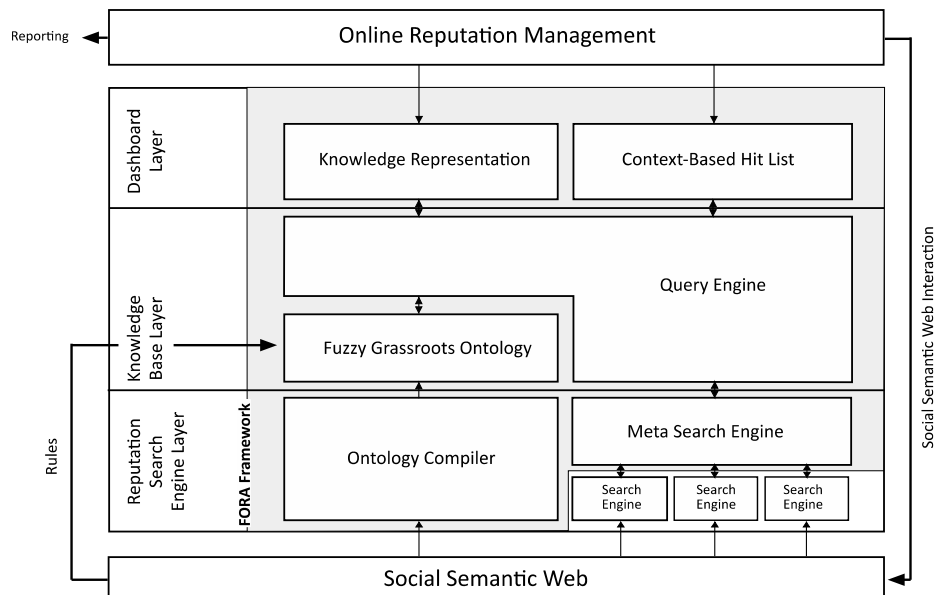 Online Reputation Management
Reporting
Dashboard
Layer
Knowledge Representation
Context-Based Hit List
Knowledge
Base Layer
Query Engine
Fuzzy Grassroots Ontology
Social Semantic Web Interaction
Rules
Reputation
Search
Engine Layer
FORA Framework
Ontology Compiler
Meta Search Engine
Search
Engine
Search
Engine
Search
Engine
Social Semantic Web